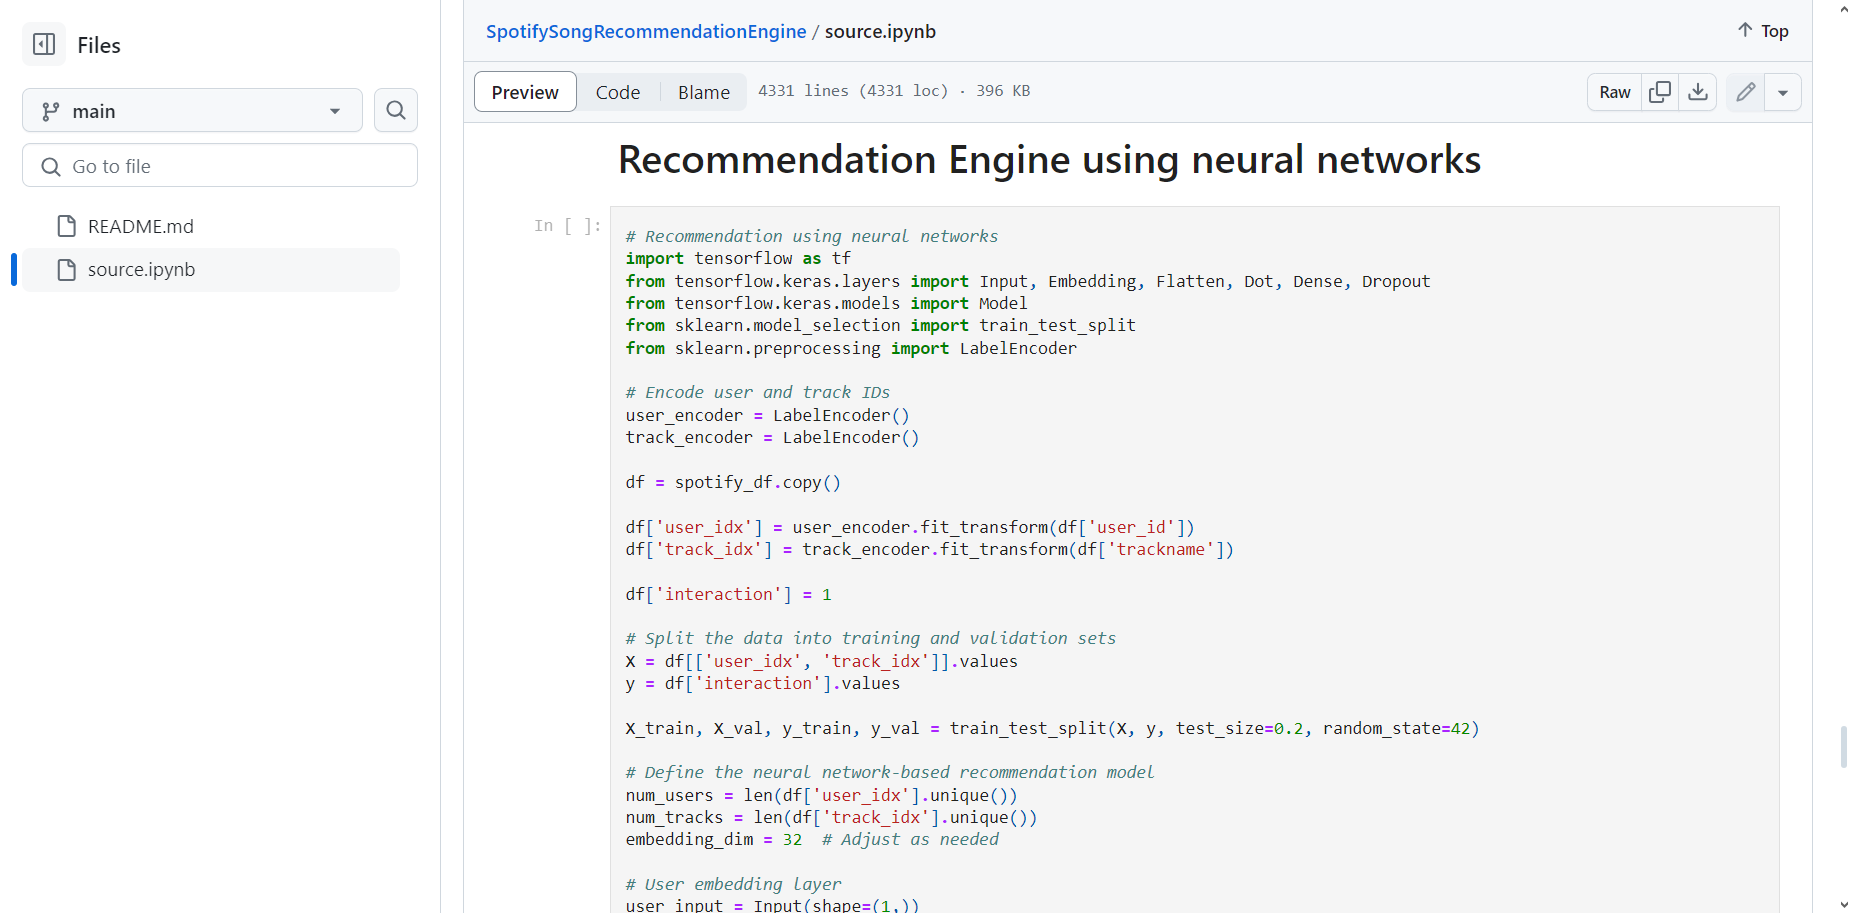 Files
main
Go to file
README.md
source.ipynb
SpotifySongRecommendationEngine / source.ipynb
Top
Preview Code Blame 4331 lines (4331 loc) · 396 KB Raw
Recommendation Engine using neural networks
In [ ]:
# Recommendation using neural networks
import tensorflow as tf
from tensorflow.keras.layers import Input, Embedding, Flatten, Dot, Dense, Dropout
from tensorflow.keras.models import Model
from sklearn.model_selection import train_test_split
from sklearn.preprocessing import LabelEncoder
# Encode user and track IDs
user_encoder = LabelEncoder()
track_encoder = LabelEncoder()
df = spotify_df.copy()
df['user_idx'] = user_encoder.fit_transform(df['user_id'])
df['track_idx'] = track_encoder.fit_transform(df['trackname'])
df['interaction'] = 1
# Split the data into training and validation sets
X = df[['user_idx', 'track_idx']].values
y = df['interaction'].values
X_train, X_val, y_train, y_val = train_test_split(X, y, test_size=0.2, random_state=42)
# Define the neural network-based recommendation model
num_users = len(df['user_idx'].unique())
num_tracks = len(df['track_idx'].unique())
embedding_dim = 32  # Adjust as needed
# User embedding layer
user_input = Input(shape=(1,))